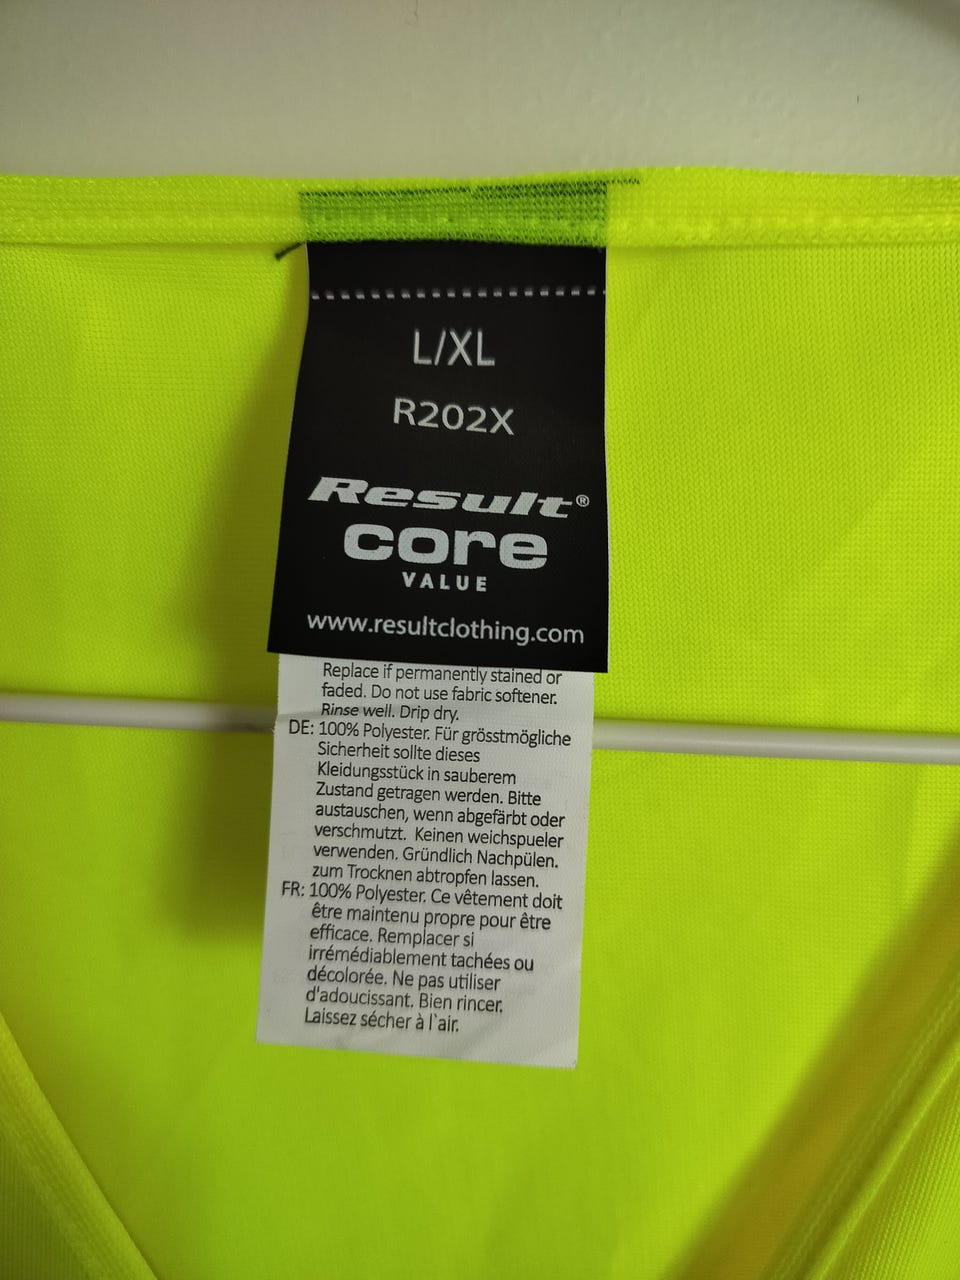 L/XL
R202X
Result®
core
VALUE
www.resultclothing.com
Replace if permanently stained or
faded. Do not use fabric softener.
Rinse well. Drip dry.
DE: 100% Polyester. Für grösstmögliche
Sicherheit sollte dieses
Kleidungsstück in sauberem
Zustand getragen werden. Bitte
austauschen, wenn abgefärbt oder
verschmutzt. Keinen weichspueler
verwenden. Gründlich Nachpülen.
zum Trocknen abtropfen lassen.
FR: 100% Polyester. Ce vêtement doit
être maintenu propre pour être
efficace. Remplacer si
irrémédiablement tachées ou
décolorée. Ne pas utiliser
d'adoucissant. Bien rincer.
Laissez sécher à l`air.